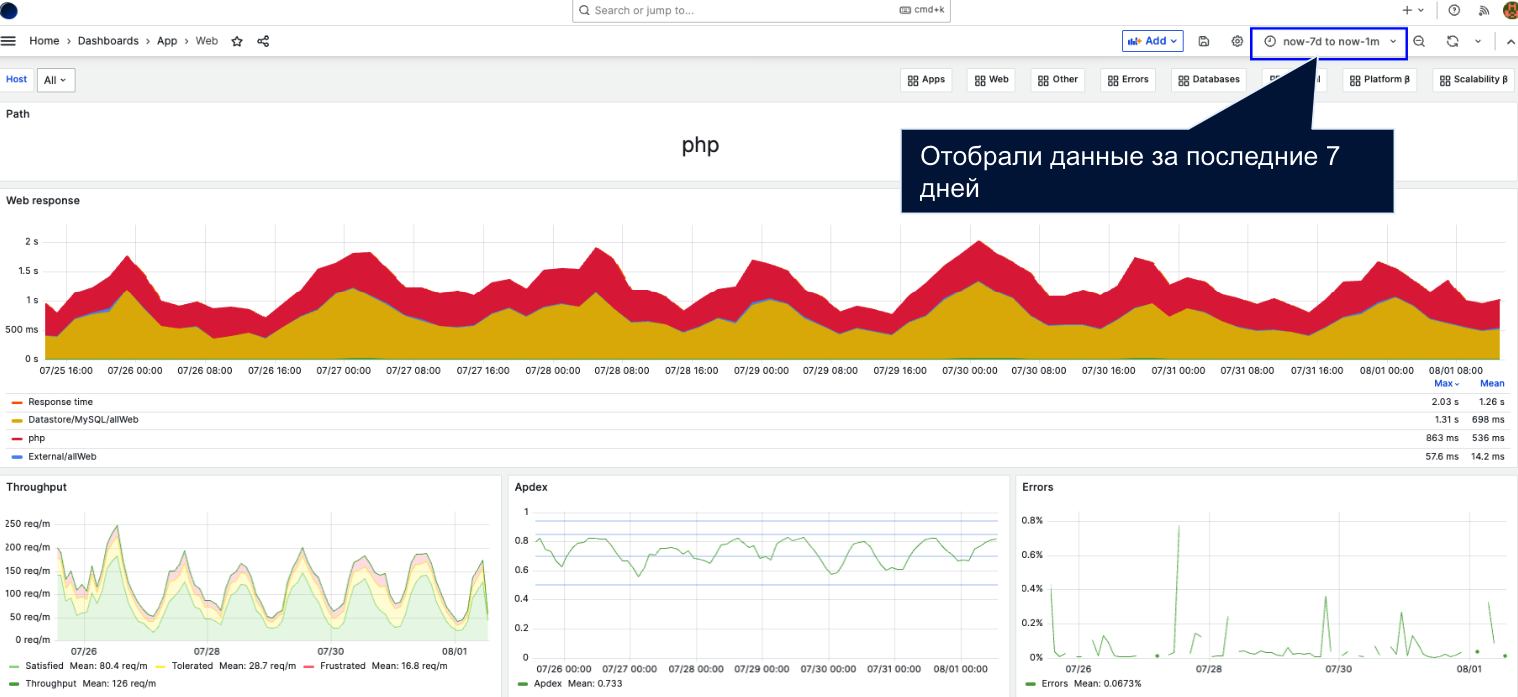 Search or jump to...
cmd+k
Home › Dashboards › App › Web
Add
now-7d to now-1m
Host
All
Apps
Web
Other
Errors
Databases
Platform β
Scalability β
Отобрали данные за последние 7
дней
Path
php
Web response
2 s
1.5 s
1 s
500 ms
0 s
07/25 16:00 07/26 00:00 07/26 08:00 07/26 16:00 07/27 00:00 07/27 08:00 07/27 16:00 07/28 00:00 07/28 08:00 07/28 16:00 07/29 00:00 07/29 08:00 07/29 16:00 07/30 00:00 07/30 08:00 07/30 16:00 07/31 00:00 07/31 08:00 07/31 16:00 08/01 00:00 08/01 08:00
Max Mean
Response time 2.03 s 1.26 s
Datastore/MySQL/allWeb 1.31 s 698 ms
php 863 ms 536 ms
External/allWeb 57.6 ms 14.2 ms
Throughput
250 req/m
200 req/m
150 req/m
100 req/m
50 req/m
0 req/m
07/26 07/28 07/30 08/01
Satisfied Mean: 80.4 req/m Tolerated Mean: 28.7 req/m Frustrated Mean: 16.8 req/m
Throughput Mean: 126 req/m
Apdex
1
0.8
0.6
0.4
0.2
0
07/26 00:00 07/27 00:00 07/28 00:00 07/29 00:00 07/30 00:00 07/31 00:00 08/01 00:00
Apdex Mean: 0.733
Errors
0.8%
0.6%
0.4%
0.2%
0%
07/26 07/28 07/30 08/01
Errors Mean: 0.0673%